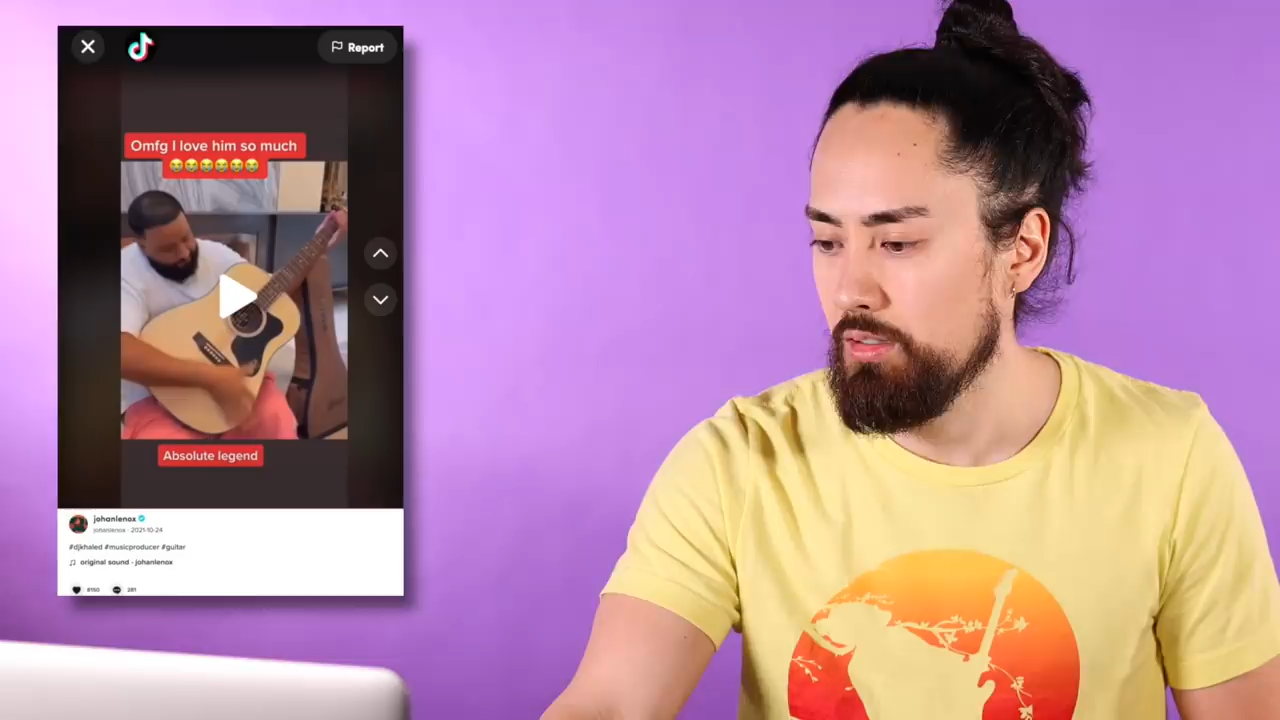 Report
Omfg I love him so much
😭😭😭😭😭😭
Absolute legend
johanlenox
johanlenox · 2021-10-24
#djkhaled #musicproducer #guitar
original sound - johanlenox
281